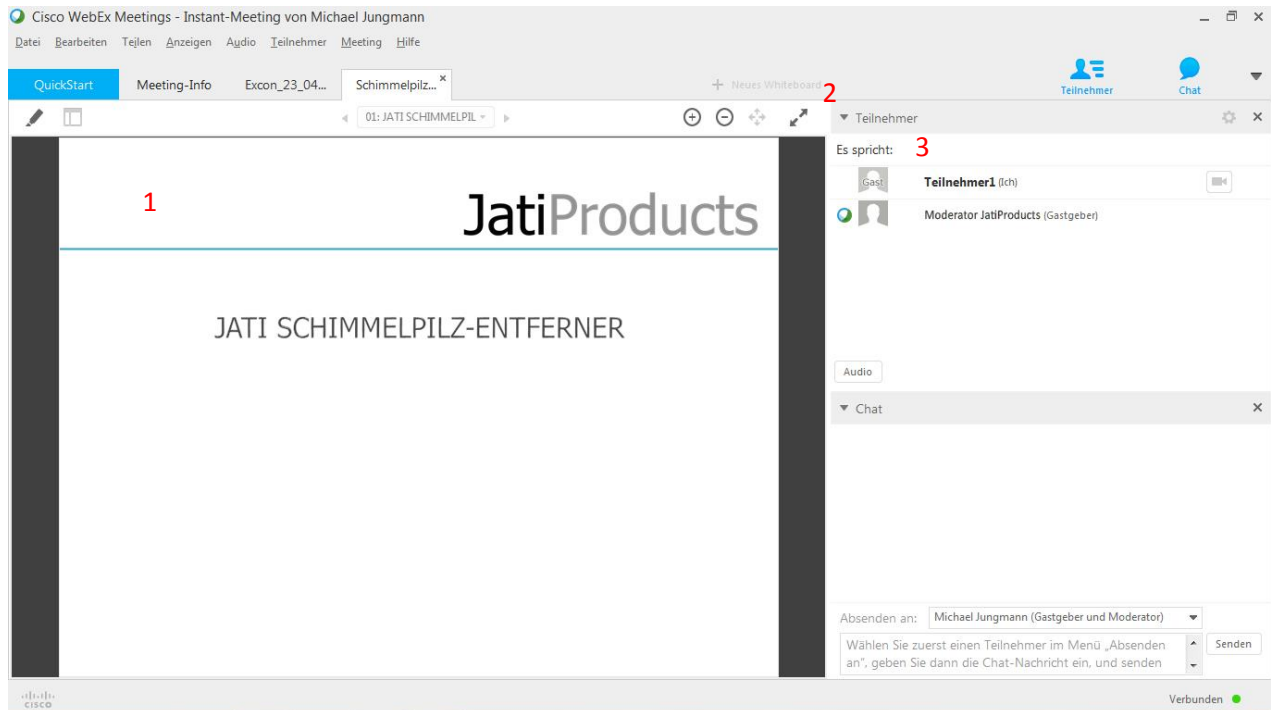 Cisco WebEx Meetings - Instant-Meeting von Michael Jungmann
Datei Bearbeiten Teilen Anzeigen Audio Teilnehmer Meeting Hilfe
QuickStart Meeting-Info Excon_23_04... Schimmelpilz... + Neues Whiteboard
Teilnehmer Chat
2
01: JATI SCHIMMELPIL
Teilnehmer
Es spricht: 3
Gast Teilnehmer1 (Ich)
Moderator JatiProducts (Gastgeber)
1
JatiProducts
JATI SCHIMMELPILZ-ENTFERNER
Audio
Chat
Absenden an: Michael Jungmann (Gastgeber und Moderator)
Wählen Sie zuerst einen Teilnehmer im Menü „Absenden
an", geben Sie dann die Chat-Nachricht ein, und senden
Senden
CISCO
Verbunden